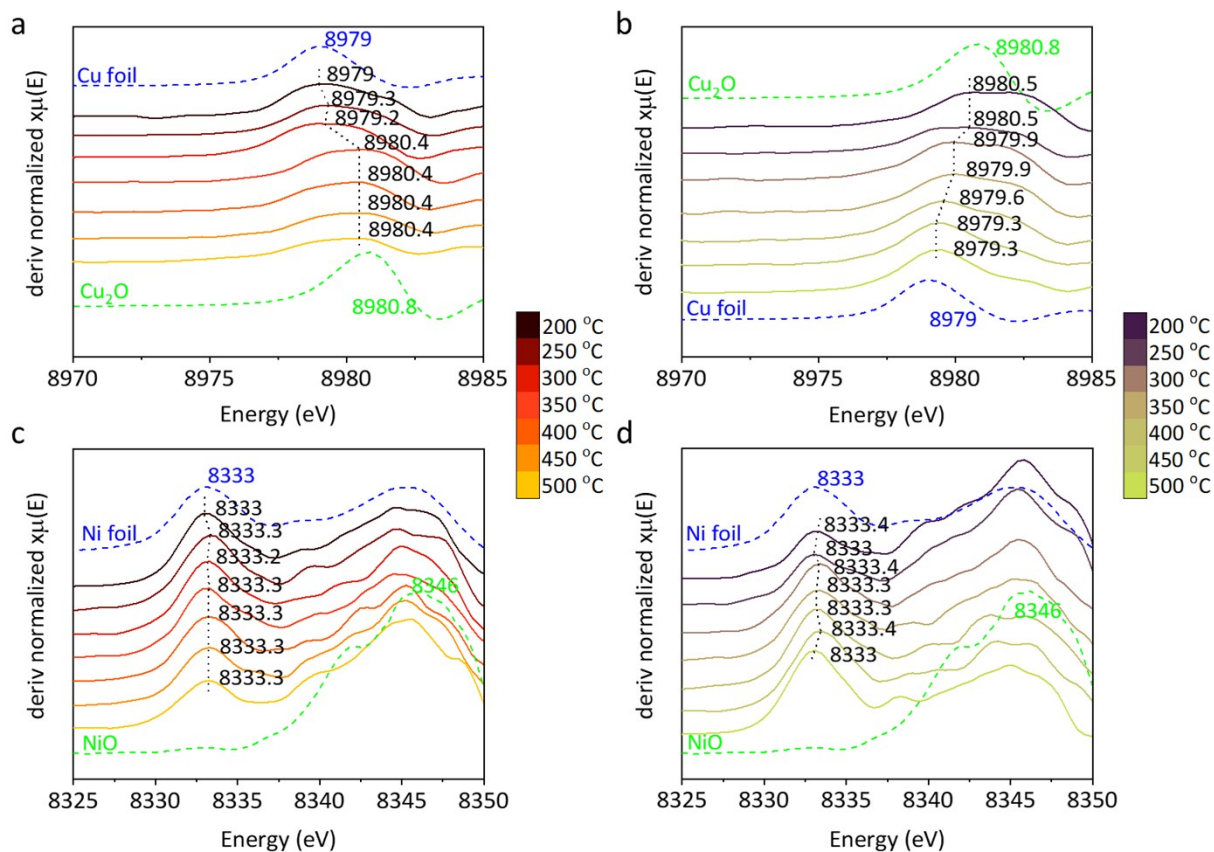 a
deriv normalized xμ(E)
8979
Cu foil
8979
8979.3
8979.2
8980.4
8980.4
8980.4
8980.4
Cu₂O
8980.8
8970 8975 8980 8985
Energy (eV)
200 °C
250 °C
300 °C
350 °C
400 °C
450 °C
500 °C
b
deriv normalized xμ(E)
8980.8
Cu₂O
8980.5
8980.5
8979.9
8979.9
8979.6
8979.3
8979.3
Cu foil
8979
8970 8975 8980 8985
Energy (eV)
200 °C
250 °C
300 °C
350 °C
400 °C
450 °C
500 °C
c
deriv normalized xμ(E)
8333
Ni foil
8333
8333.3
8333.2
8333.3
8333.3
8333.3
8333.3
8346
NiO
8325 8330 8335 8340 8345 8350
Energy (eV)
d
deriv normalized xμ(E)
8333
Ni foil
8333.4
8333
8333.4
8333.3
8333.3
8333.4
8333
8346
NiO
8325 8330 8335 8340 8345 8350
Energy (eV)